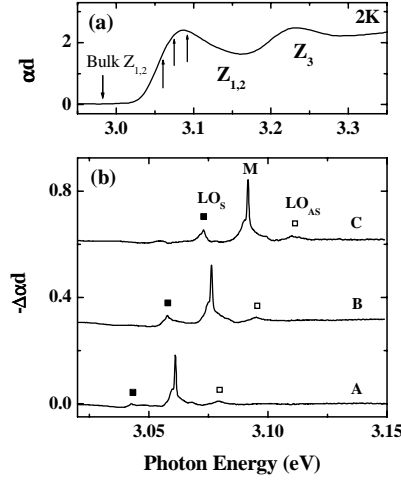 (a)
2K
2
αd
Bulk Z1,2
Z1,2
Z3
0
3.0
3.1
3.2
3.3
(b)
M
0.8
LOS
LOAS
C
-Δαd
0.4
B
0.0
A
3.05
3.10
3.15
Photon Energy (eV)